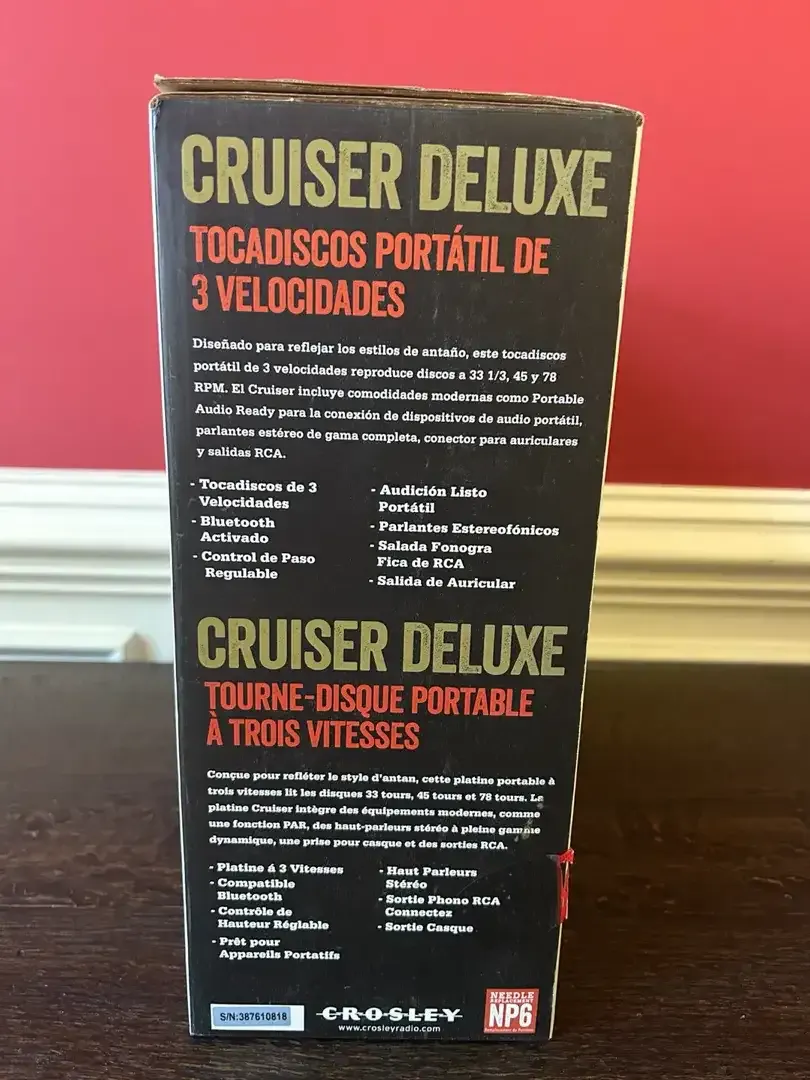 CRUISER DELUXE
TOCADISCOS PORTÁTIL DE
3 VELOCIDADES
Diseñado para reflejar los estilos de antaño, este tocadiscos
portátil de 3 velocidades reproduce discos a 33 1/3, 45 y 78
RPM. El Cruiser incluye comodidades modernas como Portable
Audio Ready para la conexión de dispositivos de audio portátil,
parlantes estéreo de gama completa, conector para auriculares
y salidas RCA.
- Tocadiscos de 3
Velocidades
- Bluetooth
Activado
- Control de Paso
Regulable
- Audición Listo
Portátil
- Parlantes Estereofónicos
- Salada Fonogra
Fica de RCA
- Salida de Auricular
CRUISER DELUXE
TOURNE-DISQUE PORTABLE
À TROIS VITESSES
Conçue pour refléter le style d'antan, cette platine portable à
trois vitesses lit les disques 33 tours, 45 tours et 78 tours. La
platine Cruiser intègre des équipements modernes, comme
une fonction PAR, des haut-parleurs stéréo à pleine gamme
dynamique, une prise pour casque et des sorties RCA.
- Platine á 3 Vitesses
- Compatible
Bluetooth
- Contrôle de
Hauteur Réglable
- Prêt pour
Appareils Portatifs
- Haut Parleurs
Stéréo
- Sortie Phono RCA
Connectez
- Sortie Casque
S/N:387610818
CROSLEY
www.crosleyradio.com
NEEDLE
REPLACEMENT
NP6